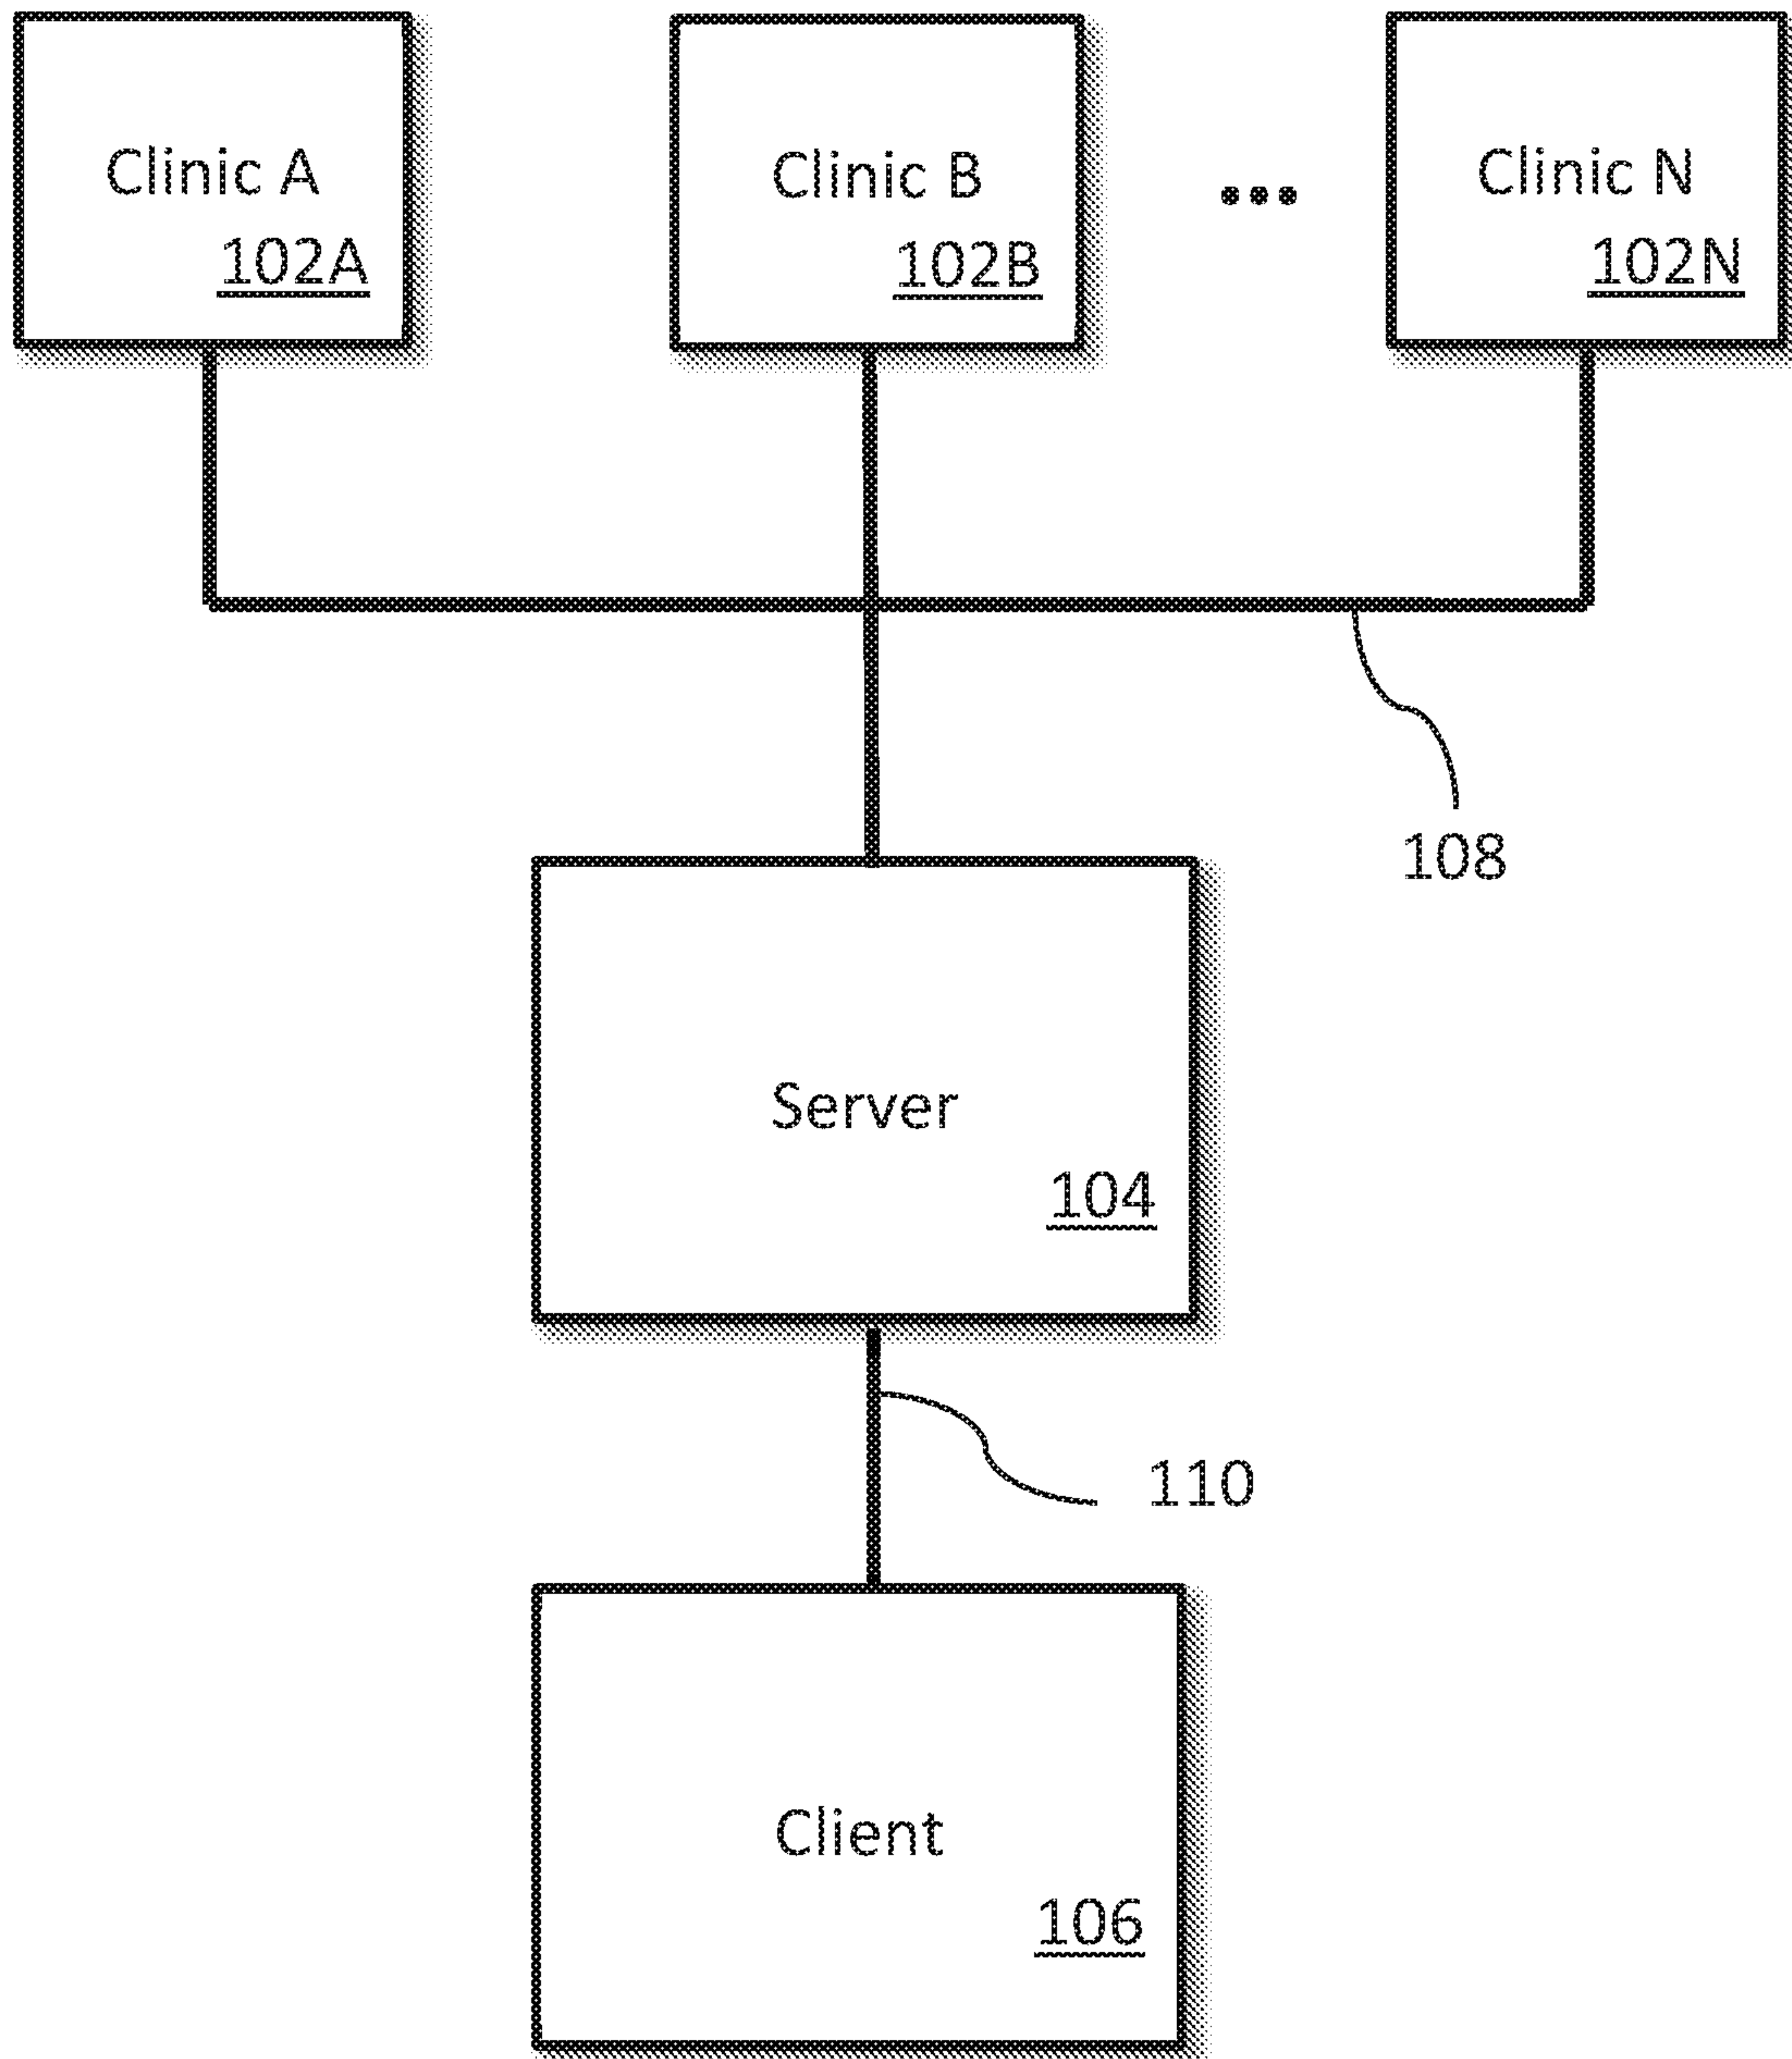 Clinic A
102A
Clinic B
102B
...
Clinic N
102N
108
Server
104
110
Client
106